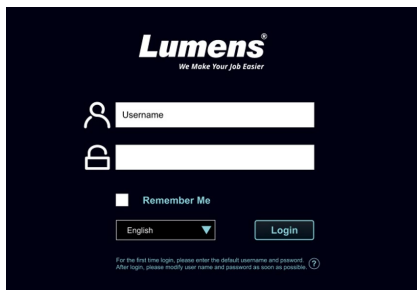 Lumens®
We Make Your Job Easier
Username
Remember Me
English
Login
For the first time login, please enter the default username and pssword.
After login, please modify user name and password as soon as possible. ?